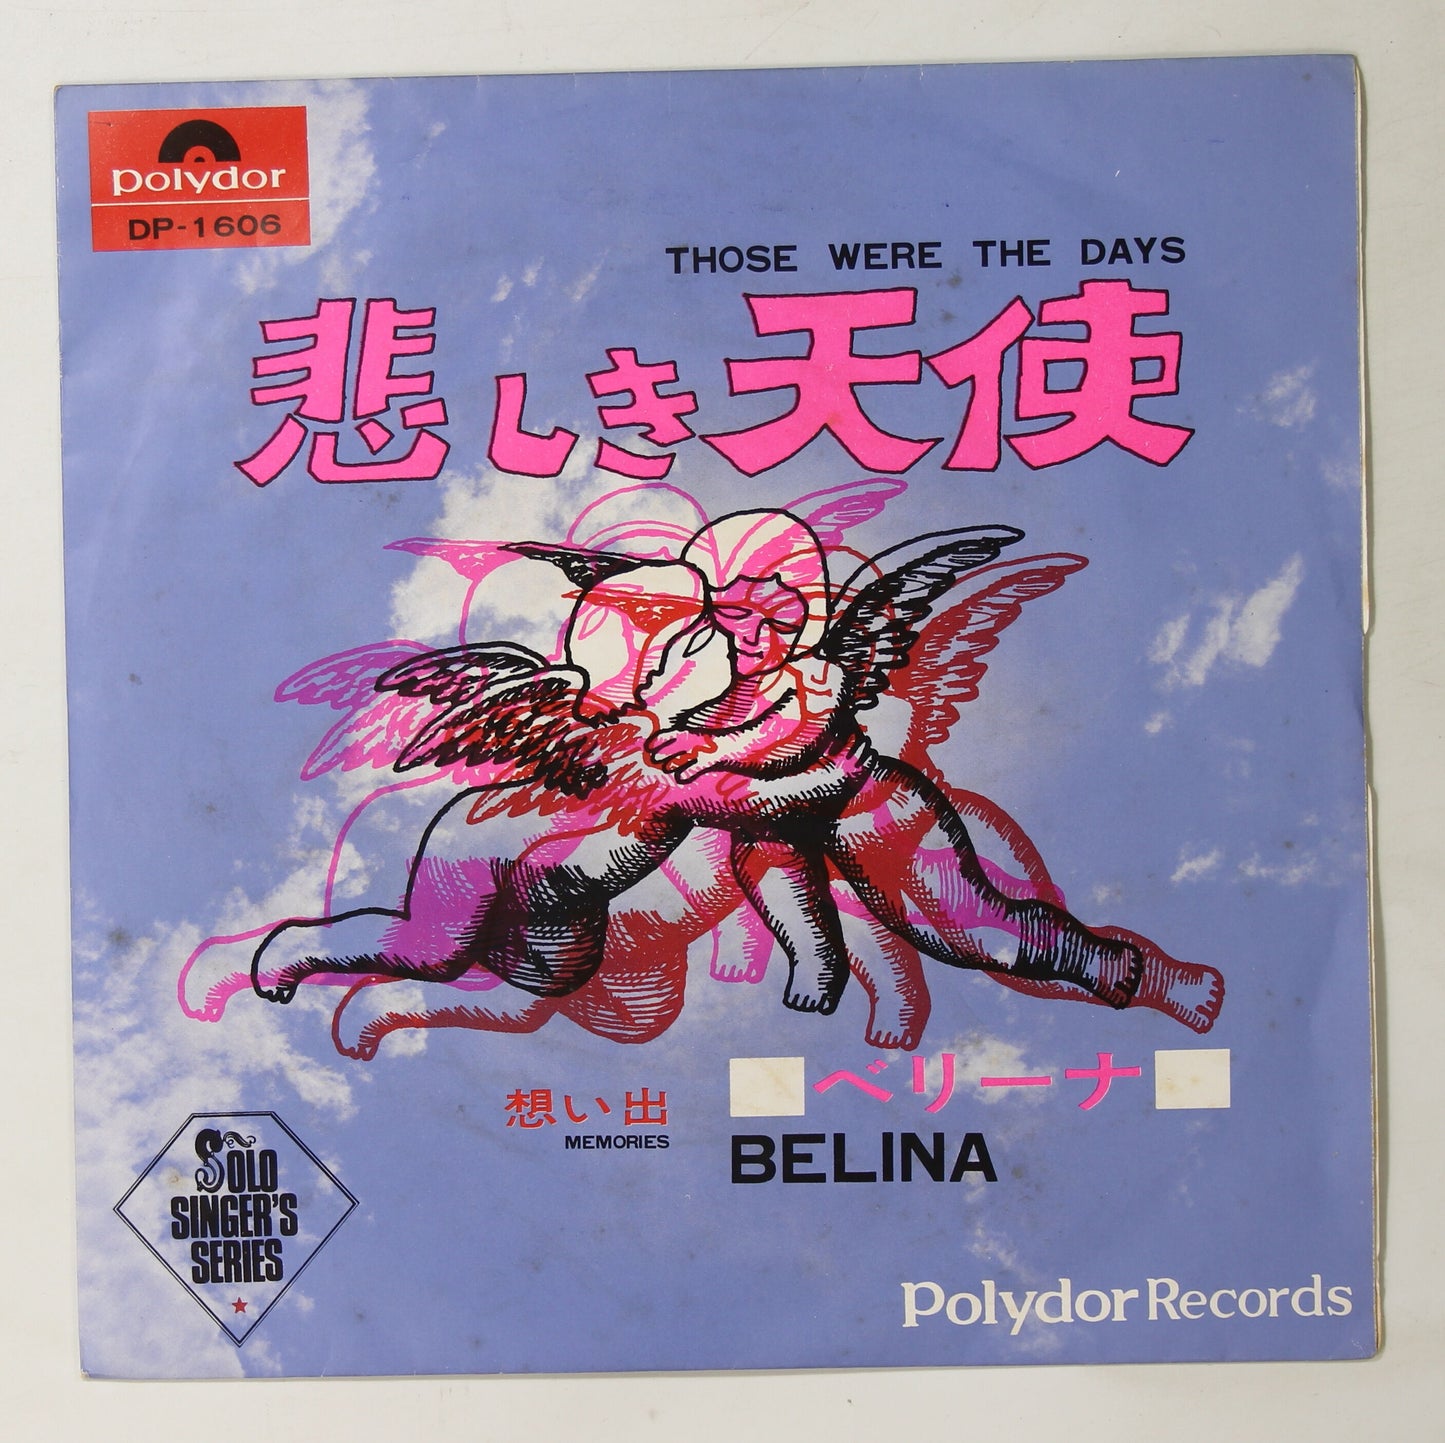 polydor
DP-1606
THOSE WERE THE DAYS
悲しき天使
ベリーナ
想い出
MEMORIES
BELINA
SOLO
SINGER'S
SERIES
Polydor Records